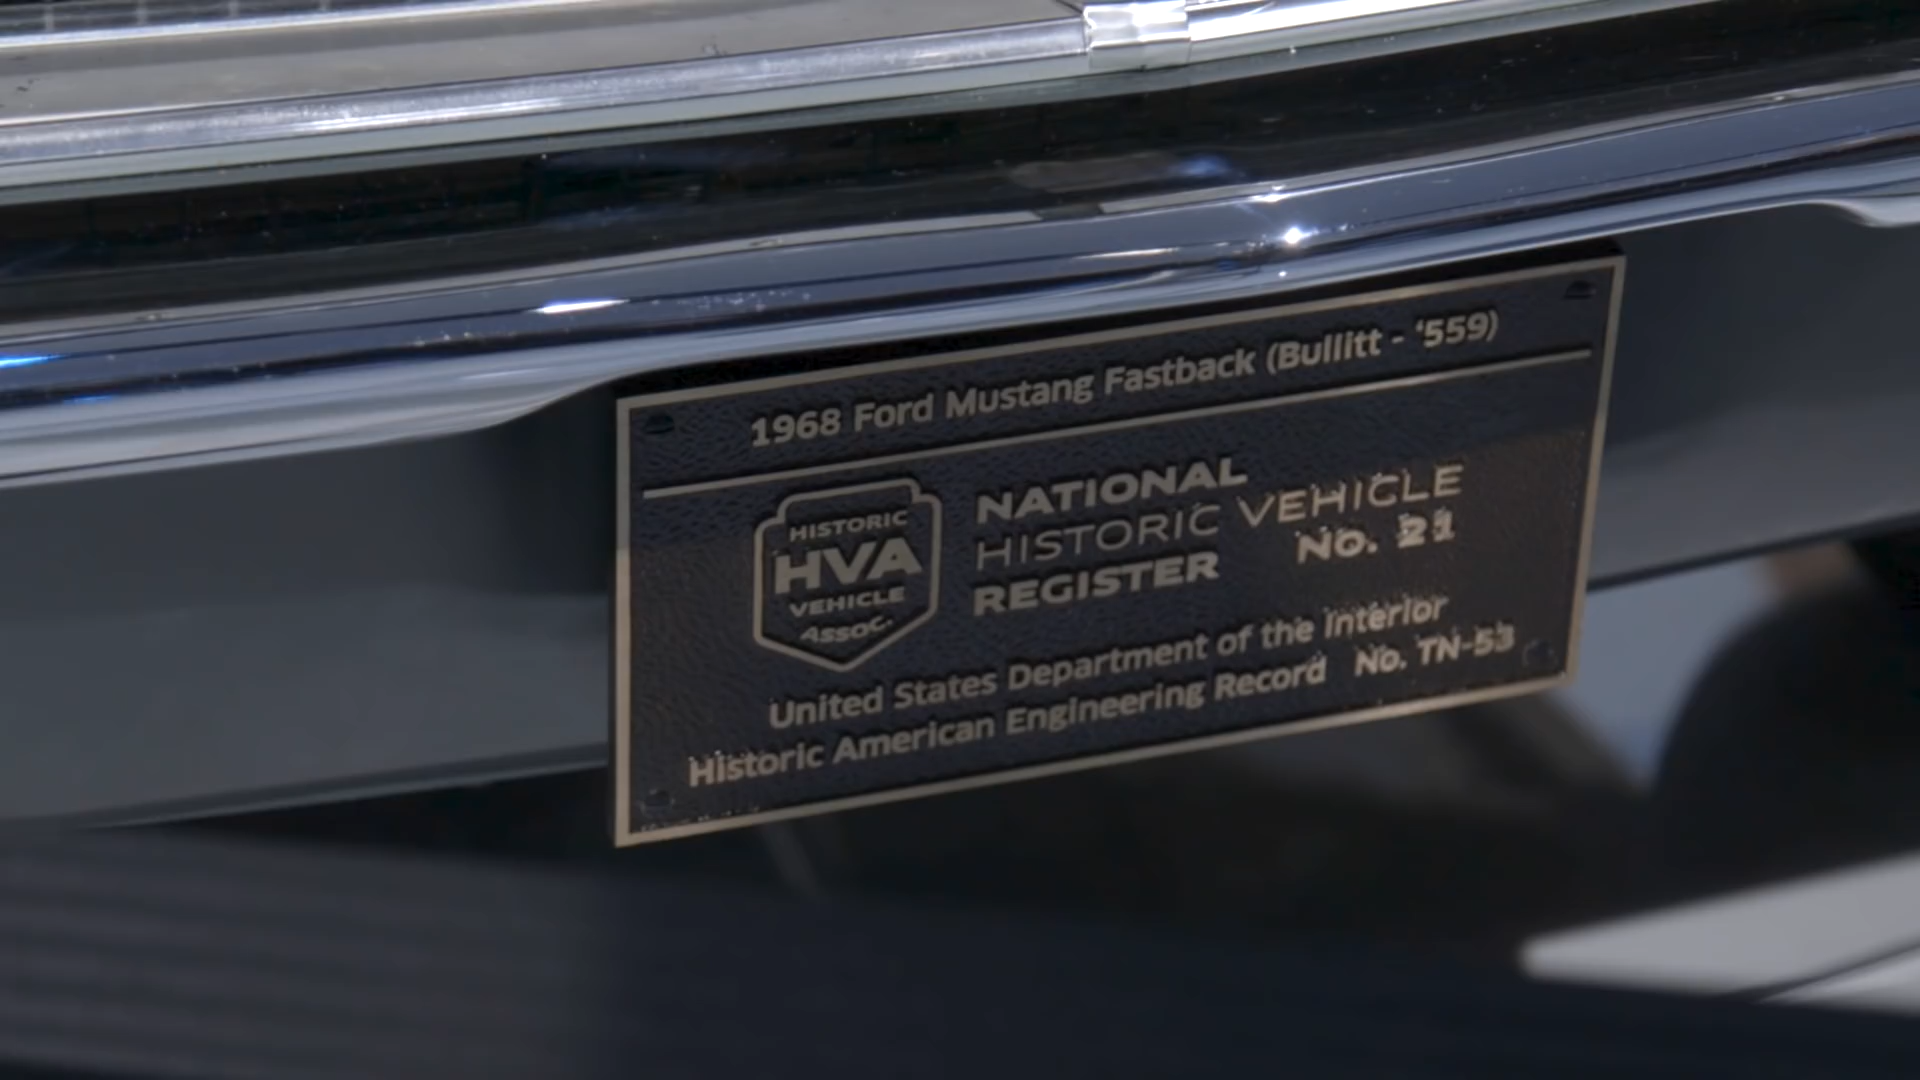 1968 Ford Mustang Fastback (Bullitt - ‘559)
HISTORIC
HVA
VEHICLE
ASSOC.
NATIONAL
HISTORIC VEHICLE
REGISTER No. 21
United States Department of the Interior
Historic American Engineering Record No. TN-53